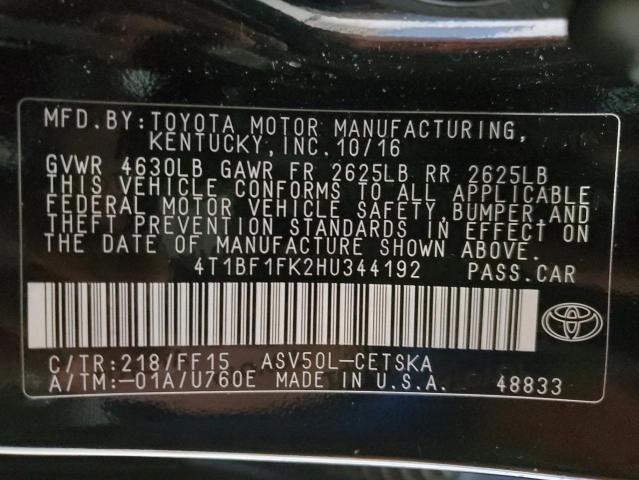 MFD.BY:TOYOTA MOTOR MANUFACTURING,
KENTUCKY,INC.10/16
GVWR 4630LB GAWR FR 2625LB RR 2625LB
THIS VEHICLE CONFORMS TO ALL APPLICABLE
FEDERAL MOTOR VEHICLE SAFETY,BUMPER,AND
THEFT PREVENTION STANDARDS IN EFFECT ON
THE DATE OF MANUFACTURE SHOWN ABOVE.
4T1BF1FK2HU344192 PASS.CAR
C/TR:218/FF15 ASV50L-CETSKA
A/TM:-01A/U760E MADE IN U.S.A. 48833